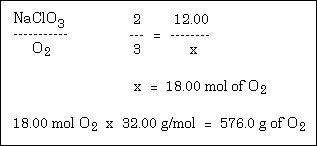 NaClO3 2 12.00
----------- --- = --------
O2 3 x
x = 18.00 mol of O2
18.00 mol O2 x 32.00 g/mol = 576.0 g of O2